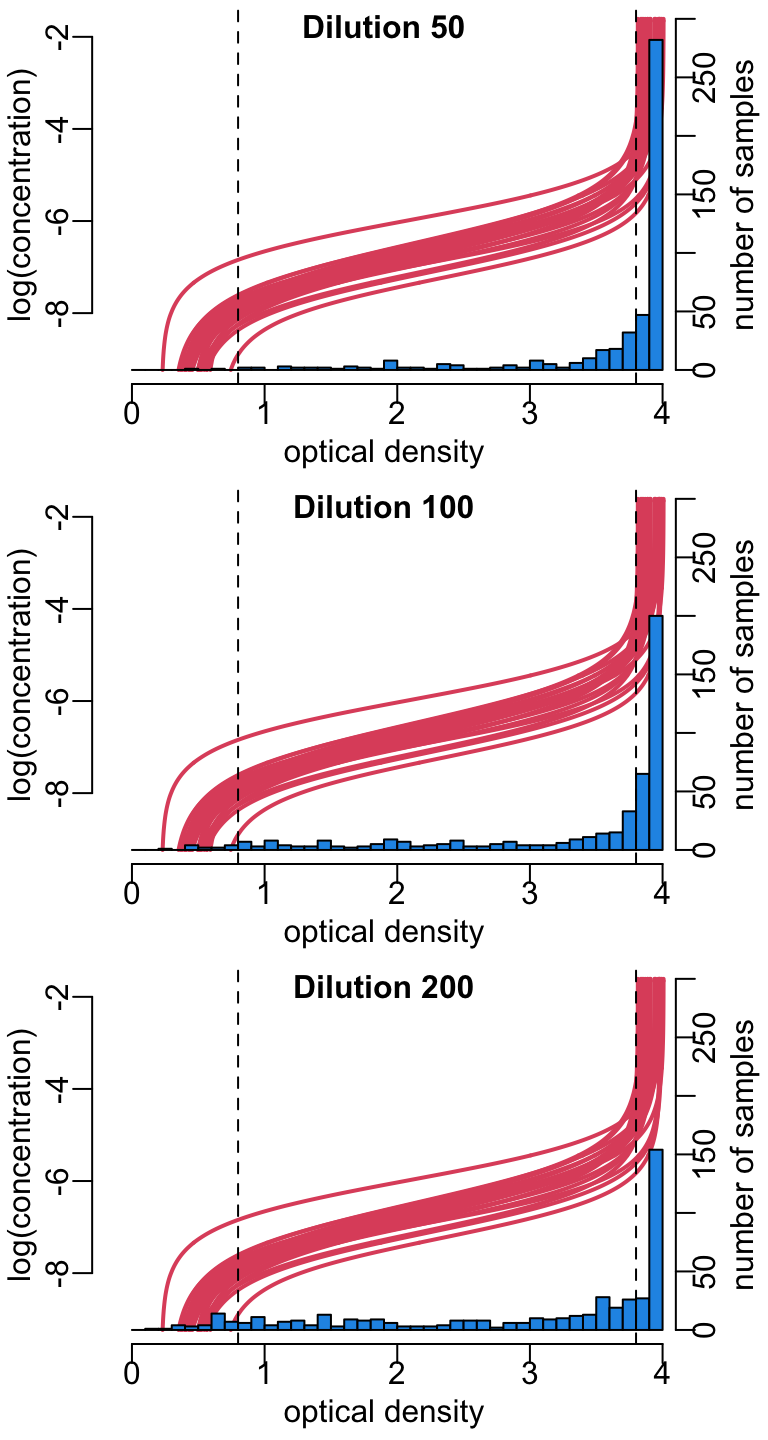 Dilution 50
log(concentration)
-2
-4
-6
-8
number of samples
250
150
50
0
0 1 2 3 4
optical density
Dilution 100
log(concentration)
-2
-4
-6
-8
number of samples
250
150
50
0
0 1 2 3 4
optical density
Dilution 200
log(concentration)
-2
-4
-6
-8
number of samples
250
150
50
0
0 1 2 3 4
optical density